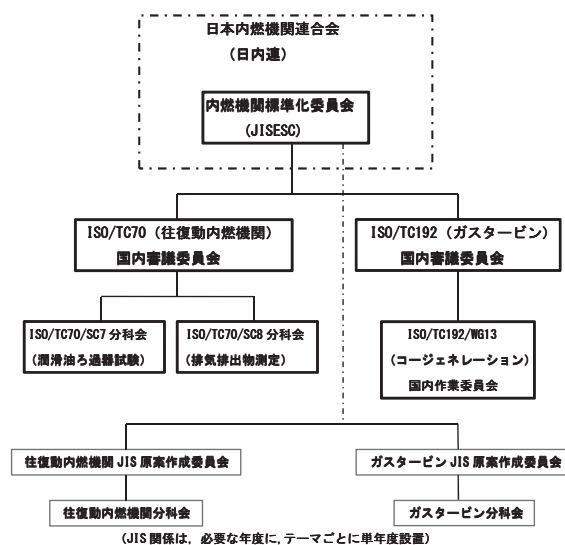 日本内燃機関連合会
(日内連)
内燃機関標準化委員会
(JISESC)
ISO/TC70（往復動内燃機関）
国内審議委員会
ISO/TC192（ガスタービン）
国内審議委員会
ISO/TC70/SC7 分科会
(潤滑油ろ過器試験)
ISO/TC70/SC8 分科会
(排気排出物測定)
ISO/TC192/WG13
(コージェネレーション)
国内作業委員会
往復動内燃機関 JIS 原案作成委員会
ガスタービン JIS 原案作成委員会
往復動内燃機関分科会
ガスタービン分科会
(JIS 関係は，必要な年度に，テーマごとに単年度設置)